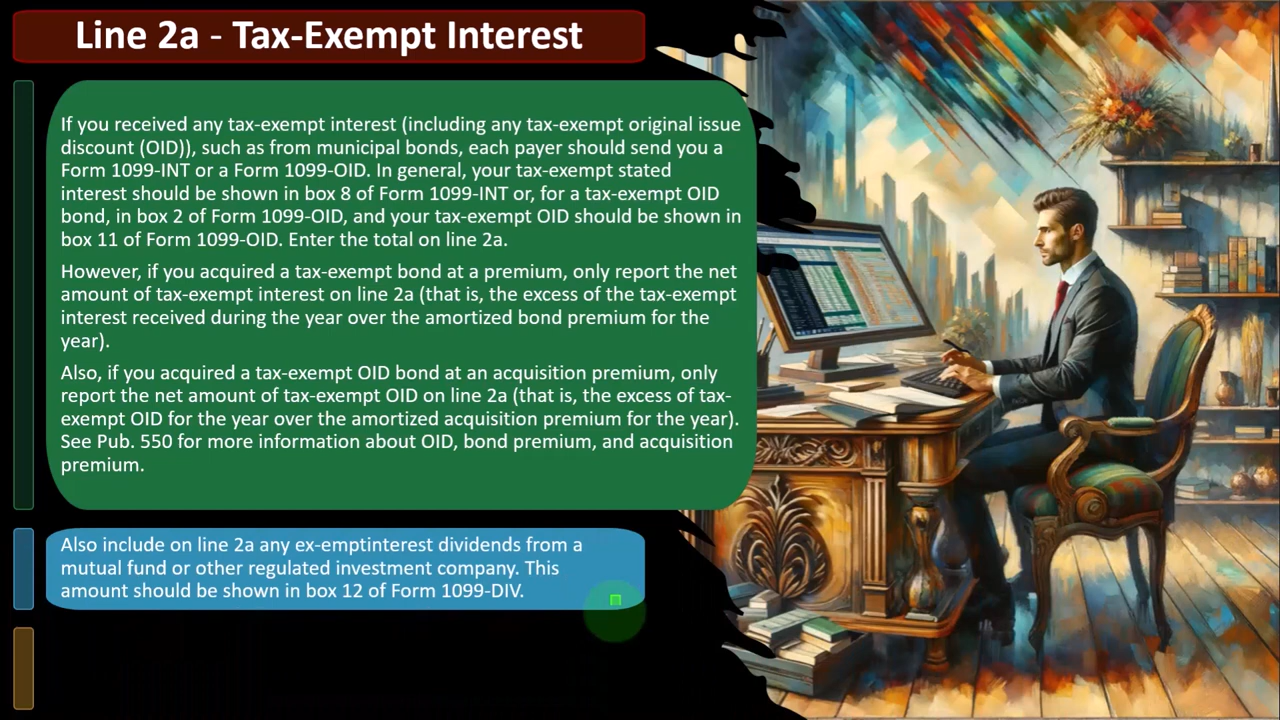 Line 2a - Tax-Exempt Interest
If you received any tax-exempt interest (including any tax-exempt original issue
discount (OID)), such as from municipal bonds, each payer should send you a
Form 1099-INT or a Form 1099-OID. In general, your tax-exempt stated
interest should be shown in box 8 of Form 1099-INT or, for a tax-exempt OID
bond, in box 2 of Form 1099-OID, and your tax-exempt OID should be shown in
box 11 of Form 1099-OID. Enter the total on line 2a.
However, if you acquired a tax-exempt bond at a premium, only report the net
amount of tax-exempt interest on line 2a (that is, the excess of the tax-exempt
interest received during the year over the amortized bond premium for the
year).
Also, if you acquired a tax-exempt OID bond at an acquisition premium, only
report the net amount of tax-exempt OID on line 2a (that is, the excess of tax-
exempt OID for the year over the amortized acquisition premium for the year).
See Pub. 550 for more information about OID, bond premium, and acquisition
premium.
Also include on line 2a any ex-emptinterest dividends from a
mutual fund or other regulated investment company. This
amount should be shown in box 12 of Form 1099-DIV.